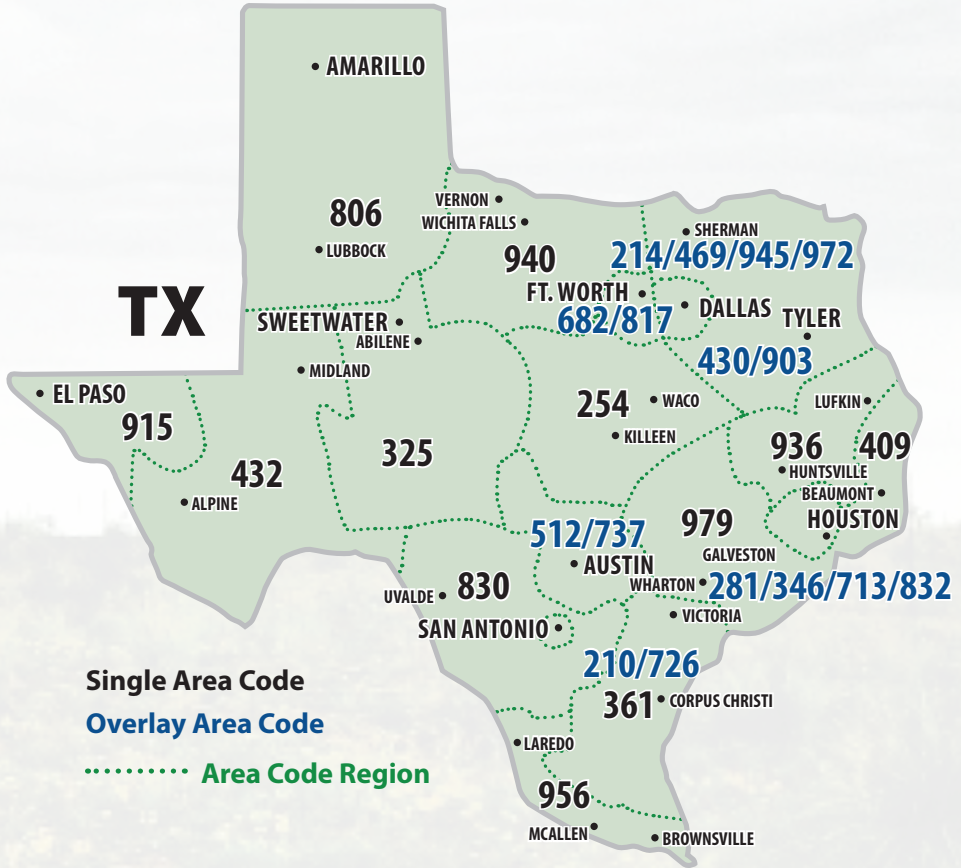 AMARILLO
VERNON
WICHITA FALLS
806
LUBBOCK
SHERMAN
940
214/469/945/972
FT. WORTH
DALLAS
TX
SWEETWATER
682/817
TYLER
ABILENE
MIDLAND
430/903
EL PASO
254
WACO
LUFKIN
915
KILLEEN
325
936
409
432
HUNTSVILLE
ALPINE
BEAUMONT
979
HOUSTON
512/737
GALVESTON
AUSTIN
830
WHARTON
281/346/713/832
UVALDE
VICTORIA
SAN ANTONIO
210/726
Single Area Code
361
CORPUS CHRISTI
Overlay Area Code
LAREDO
Area Code Region
956
MCALLEN
BROWNSVILLE